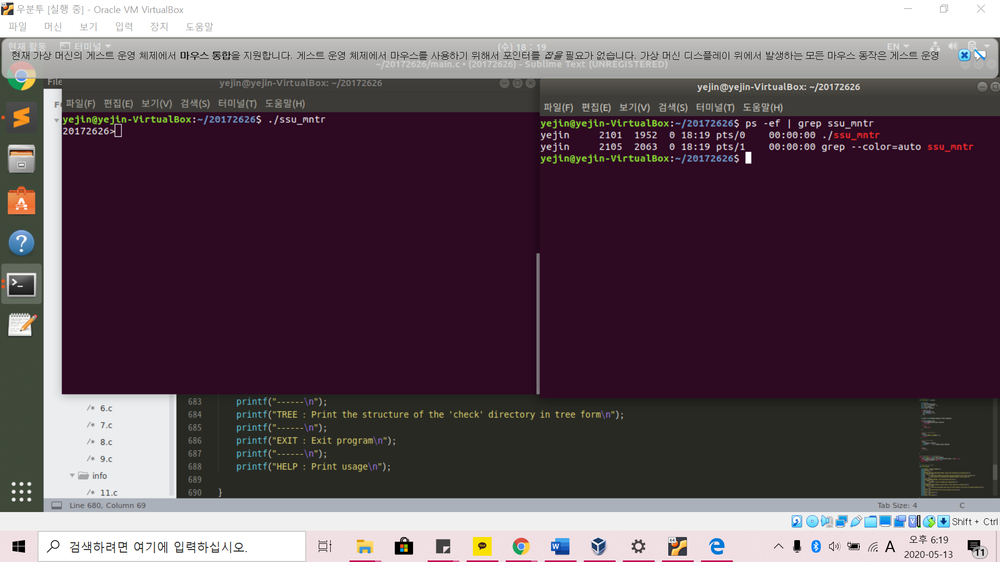 우분투 [실행 중] - Oracle VM VirtualBox
파일 머신 보기 입력 장치 도움말
현재 활동 터미널 (수) 18 : 19 EN
현재 가상 머신의 게스트 운영 체제에서 마우스 통합을 지원합니다. 게스트 운영 체제에서 마우스를 사용하기 위해서 포인터를 잡을 필요가 없습니다. 가상 머신 디스플레이 위에서 발생하는 모든 마우스 동작은 게스트 운영
~/20172626/main.c • (20172626) - Sublime Text (UNREGISTERED)
File
yejin@yejin-VirtualBox: ~/20172626
파일(F) 편집(E) 보기(V) 검색(S) 터미널(T) 도움말(H)
yejin@yejin-VirtualBox:~/20172626$ ./ssu_mntr
20172626>
yejin@yejin-VirtualBox: ~/20172626
파일(F) 편집(E) 보기(V) 검색(S) 터미널(T) 도움말(H)
yejin@yejin-VirtualBox:~/20172626$ ps -ef | grep ssu_mntr
yejin 2101 1952 0 18:19 pts/0 00:00:00 ./ssu_mntr
yejin 2105 2063 0 18:19 pts/1 00:00:00 grep --color=auto ssu_mntr
yejin@yejin-VirtualBox:~/20172626$
/* 6.c
/* 7.c
/* 8.c
/* 9.c
info
/* 11.c
683 printf("------\n");
684 printf("TREE : Print the structure of the 'check' directory in tree form\n");
685 printf("------\n");
686 printf("EXIT : Exit program\n");
687 printf("------\n");
688 printf("HELP : Print usage\n");
689
690 }
Line 680, Column 69 Tab Size: 4 C
Shift + Ctrl
검색하려면 여기에 입력하십시오.
TALK
64
A
오후 6:19
2020-05-13
11